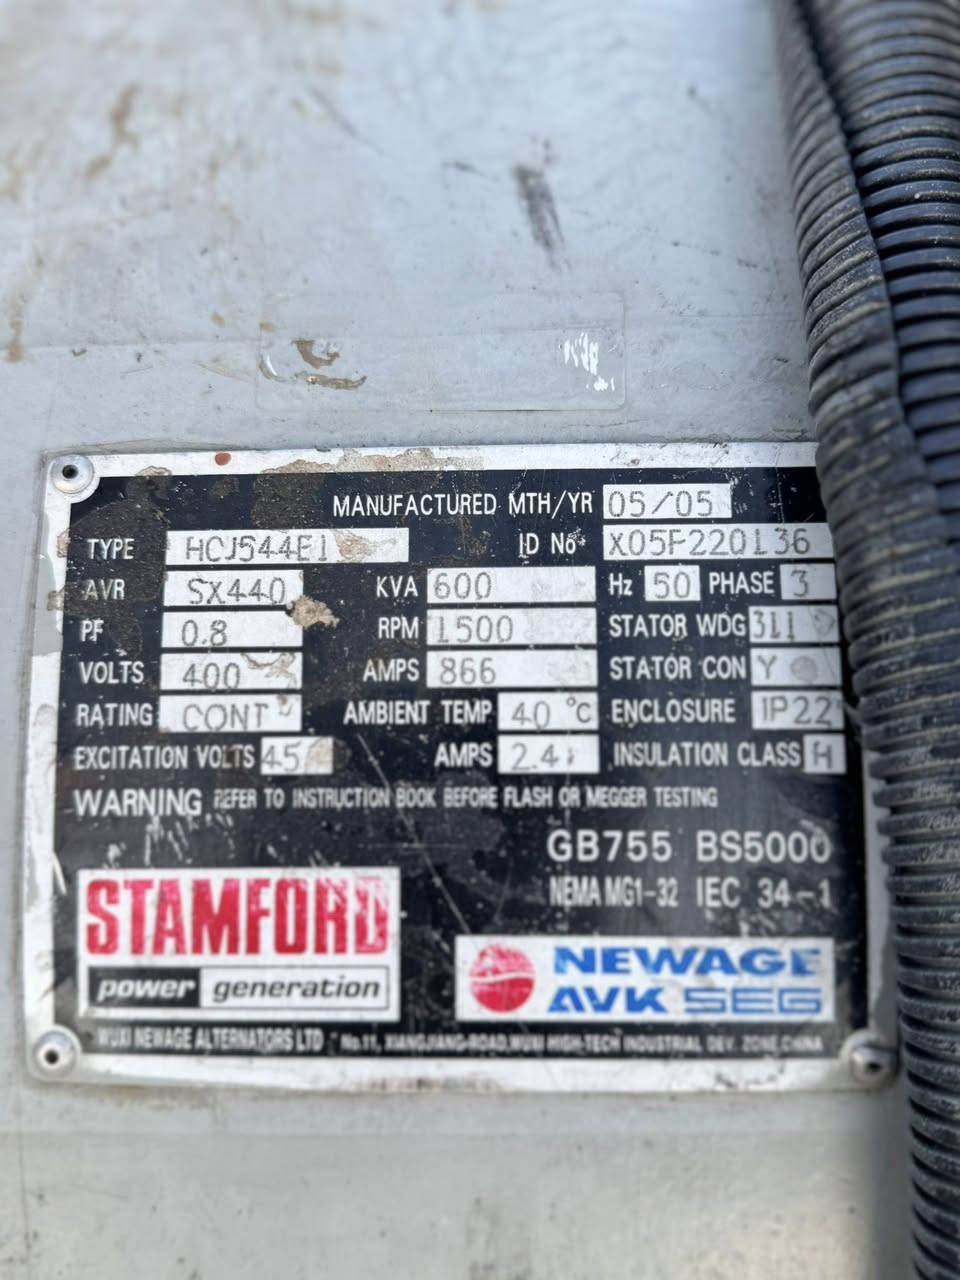 MANUFACTURED MTH/YR 05/05
TYPE HCJ544E1 ID No X05F220136
AVR SX440 KVA 600 Hz 50 PHASE 3
PF 0.8 RPM 1500 STATOR WDG 311
VOLTS 400 AMPS 866 STATOR CON Y
RATING CONT AMBIENT TEMP 40 °C ENCLOSURE IP22
EXCITATION VOLTS 45 AMPS 2.4 INSULATION CLASS H
WARNING REFER TO INSTRUCTION BOOK BEFORE FLASH OR MEGGER TESTING
GB755 BS5000
NEMA MG1-32 IEC 34-1
STAMFORD
power generation
NEWAGE
AVK SEG
WUXI NEWAGE ALTERNATORS LTD No.11, XIANGJIANG-ROAD,WUXI HIGH-TECH INDUSTRIAL DEV. ZONE,CHINA